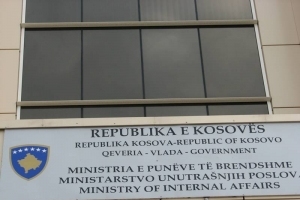 REPUBLIKA E KOSOVËS
REPUBLIKA KOSOVA-REPUBLIC OF KOSOVO
QEVERIA - VLADA - GOVERNMENT
MINISTRIA E PUNËVE TË BRENDSHME
MINISTARSTVO UNUTRAŠNJIH POSLOVA
MINISTRY OF INTERNAL AFFAIRS